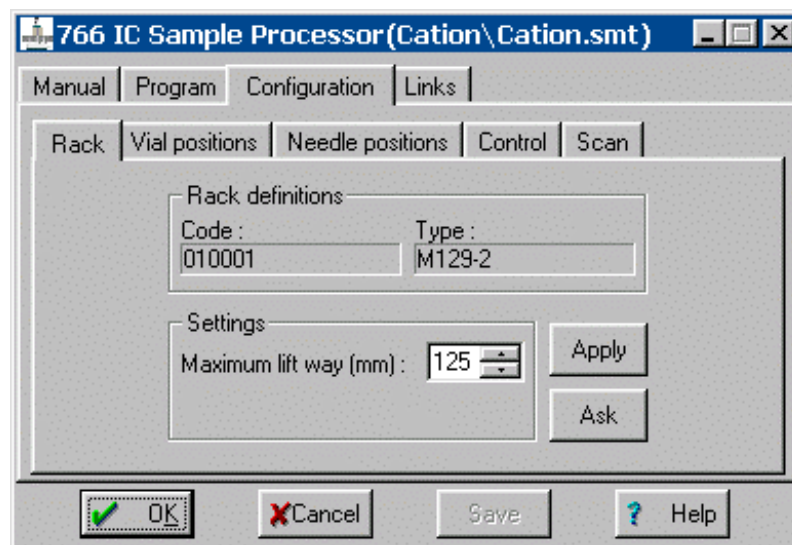 766 IC Sample Processor(Cation\Cation.smt)
Manual Program Configuration Links
Rack Vial positions Needle positions Control Scan
Rack definitions
Code : Type :
010001 M129-2
Settings
Maximum lift way (mm) : 125
Apply
Ask
OK Cancel Save ? Help